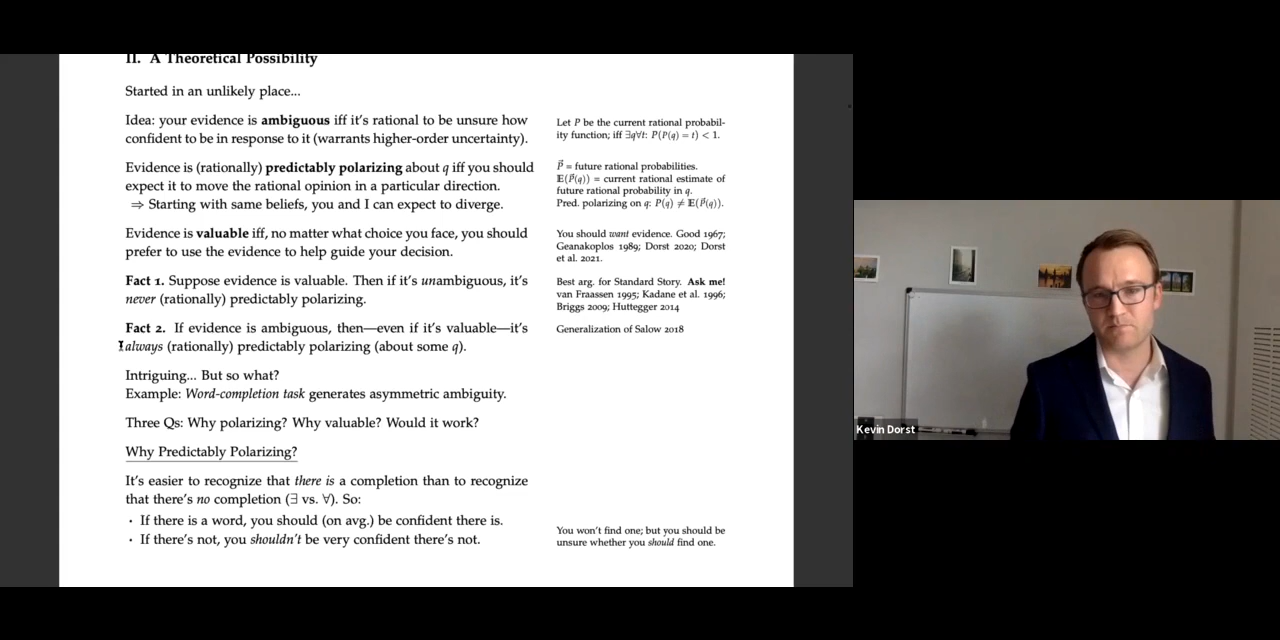 II. A Theoretical Possibility
Started in an unlikely place...
Idea: your evidence is ambiguous iff it's rational to be unsure how
confident to be in response to it (warrants higher-order uncertainty).
Let P be the current rational probabil-
ity function; iff ∃q∀t: P(P(q) = t) < 1.
Evidence is (rationally) predictably polarizing about q iff you should
expect it to move the rational opinion in a particular direction.
⇒ Starting with same beliefs, you and I can expect to diverge.
P⃗ = future rational probabilities.
𝔼(P⃗(q)) = current rational estimate of
future rational probability in q.
Pred. polarizing on q: P(q) ≠ 𝔼(P⃗(q)).
Evidence is valuable iff, no matter what choice you face, you should
prefer to use the evidence to help guide your decision.
You should want evidence. Good 1967;
Geanakoplos 1989; Dorst 2020; Dorst
et al. 2021.
Fact 1. Suppose evidence is valuable. Then if it's unambiguous, it's
never (rationally) predictably polarizing.
Best arg. for Standard Story. Ask me!
van Fraassen 1995; Kadane et al. 1996;
Briggs 2009; Huttegger 2014
Fact 2. If evidence is ambiguous, then—even if it's valuable—it's
always (rationally) predictably polarizing (about some q).
Generalization of Salow 2018
Intriguing... But so what?
Example: Word-completion task generates asymmetric ambiguity.
Three Qs: Why polarizing? Why valuable? Would it work?
Why Predictably Polarizing?
It's easier to recognize that there is a completion than to recognize
that there's no completion (∃ vs. ∀). So:
· If there is a word, you should (on avg.) be confident there is.
· If there's not, you shouldn't be very confident there's not.
You won't find one; but you should be
unsure whether you should find one.
Kevin Dorst